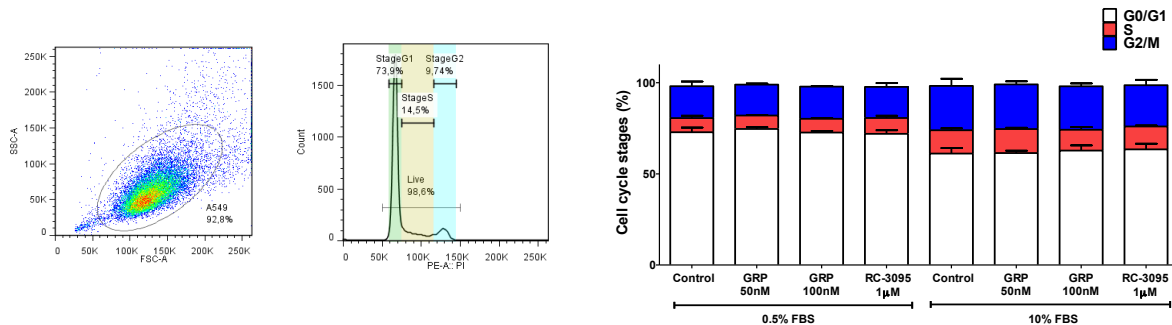 250K
200K
150K
100K
50K
0
SSC-A
A549
92,8%
0 50K 100K 150K 200K 250K
FSC-A
1500
1000
500
0
Count
StageG1
73,9%
StageG2
9,74%
StageS
14,5%
Live
98,6%
0 50K 100K 150K 200K 250K
PE-A:: PI
G0/G1
S
G2/M
Cell cycle stages (%)
100
50
0
Control GRP 50nM GRP 100nM RC-3095 1µM Control GRP 50nM GRP 100nM RC-3095 1µM
0.5% FBS 10% FBS